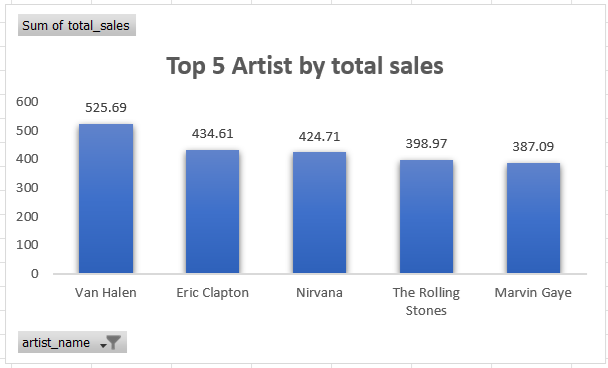 Sum of total_sales
Top 5 Artist by total sales
600
500
400
300
200
100
0
525.69
434.61
424.71
398.97
387.09
Van Halen
Eric Clapton
Nirvana
The Rolling
Stones
Marvin Gaye
artist_name